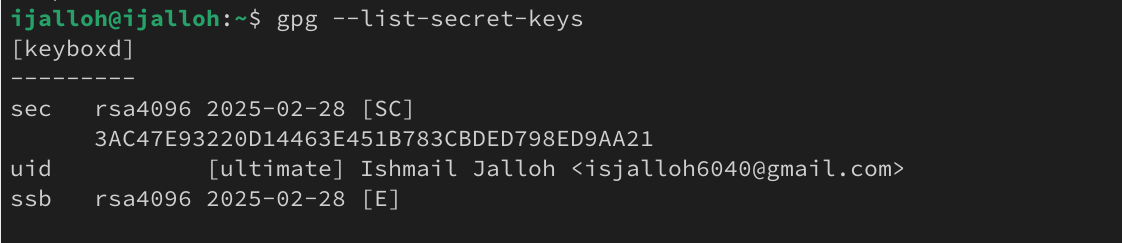 ijalloh@ijalloh:~$ gpg --list-secret-keys
[keyboxd]
---------
sec   rsa4096 2025-02-28 [SC]
      3AC47E93220D14463E451B783CBDED798ED9AA21
uid           [ultimate] Ishmail Jalloh <isjalloh6040@gmail.com>
ssb   rsa4096 2025-02-28 [E]